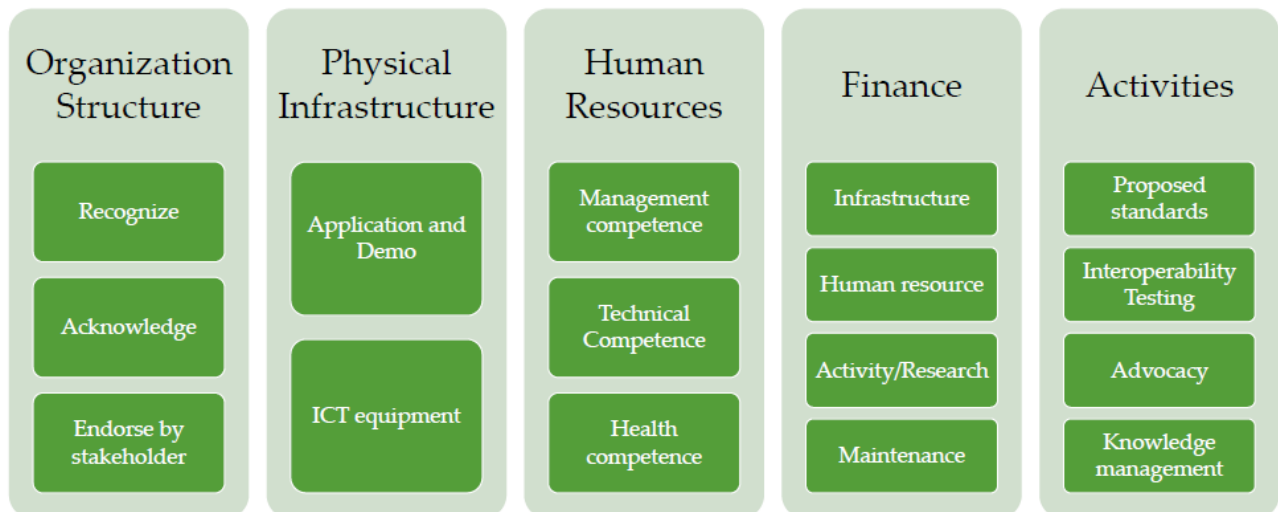 Organization
Structure
Recognize
Acknowledge
Endorse by
stakeholder
Physical
Infrastructure
Application and
Demo
ICT equipment
Human
Resources
Management
competence
Technical
Competence
Health
competence
Finance
Infrastructure
Human resource
Activity/Research
Maintenance
Activities
Proposed
standards
Interoperability
Testing
Advocacy
Knowledge
management